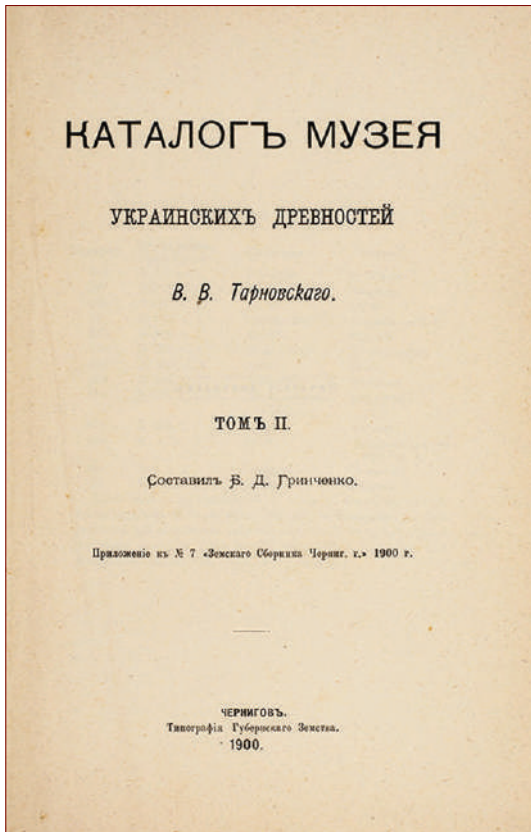 КАТАЛОГЪ МУЗЕЯ
УКРАИНСКИХЪ ДРЕВНОСТЕЙ
В. В. Тарновскаго.
ТОМЪ II.
Составилъ Б. Д. Гринченко.
Приложеніе къ № 7 «Земскаго Сборника Черниг. г.» 1900 г.
ЧЕРНИГОВЪ.
Типографія Губернскаго Земства.
1900.